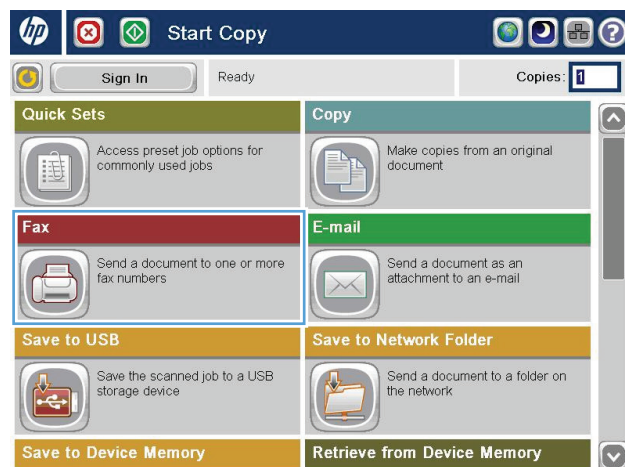 hp
Start Copy
?
Sign In
Ready
Copies: 1
Quick Sets
Access preset job options for
commonly used jobs
Copy
Make copies from an original
document
Fax
Send a document to one or more
fax numbers
E-mail
Send a document as an
attachment to an e-mail
Save to USB
Save the scanned job to a USB
storage device
Save to Network Folder
Send a document to a folder on
the network
Save to Device Memory
Retrieve from Device Memory